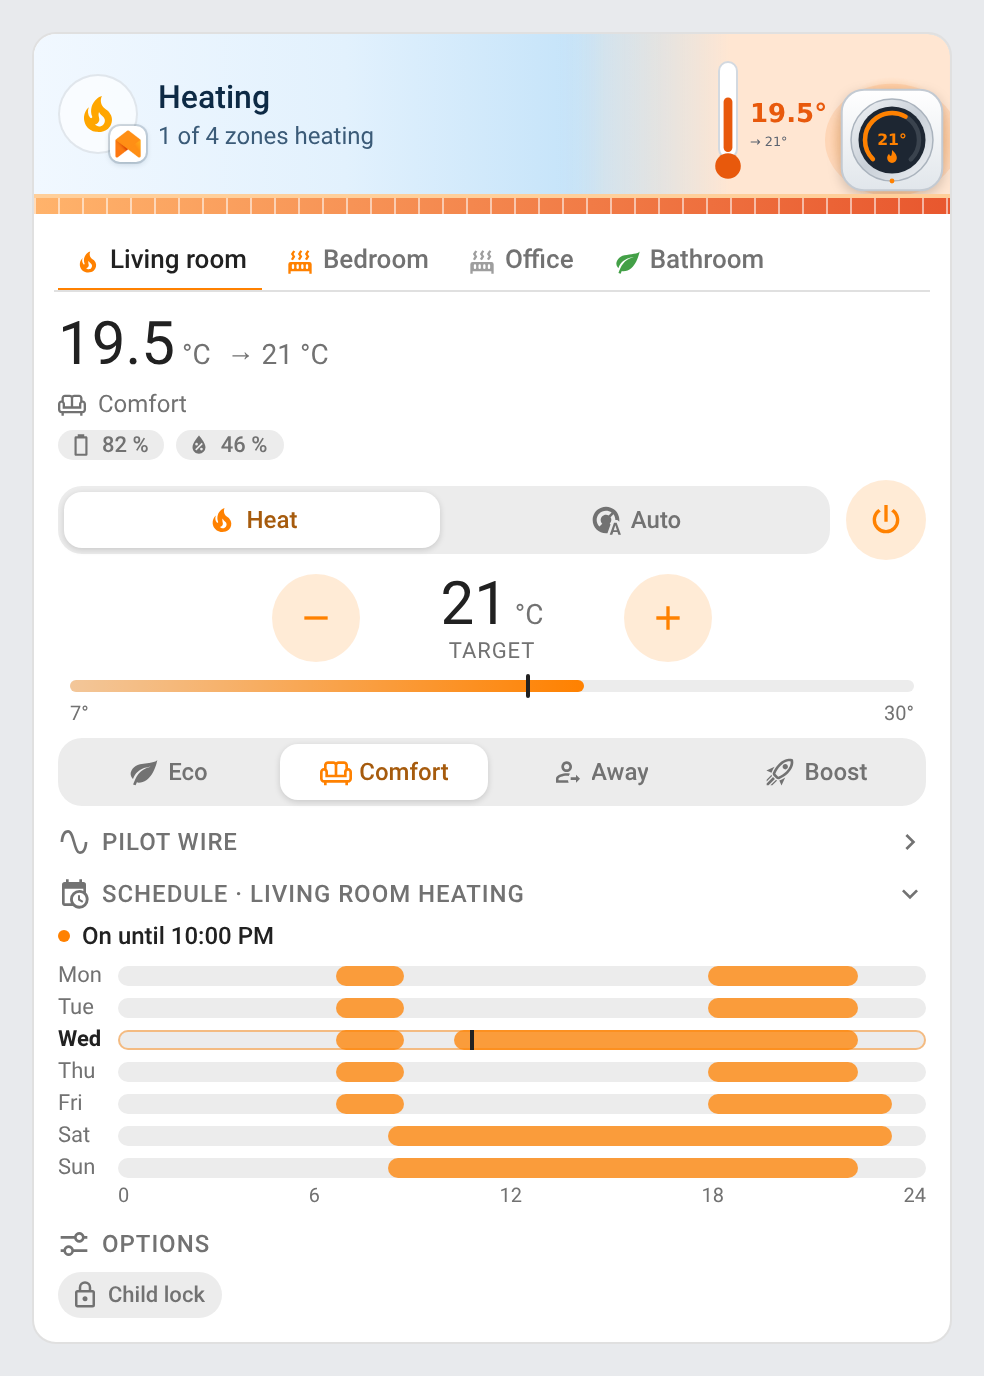 Heating
1 of 4 zones heating
19.5°
→ 21°
21°
Living room Bedroom Office Bathroom
19.5 °C → 21 °C
Comfort
82 % 46 %
Heat Auto
21 °C
TARGET
7° 30°
Eco Comfort Away Boost
PILOT WIRE
SCHEDULE · LIVING ROOM HEATING
On until 10:00 PM
Mon
Tue
Wed
Thu
Fri
Sat
Sun
0 6 12 18 24
OPTIONS
Child lock